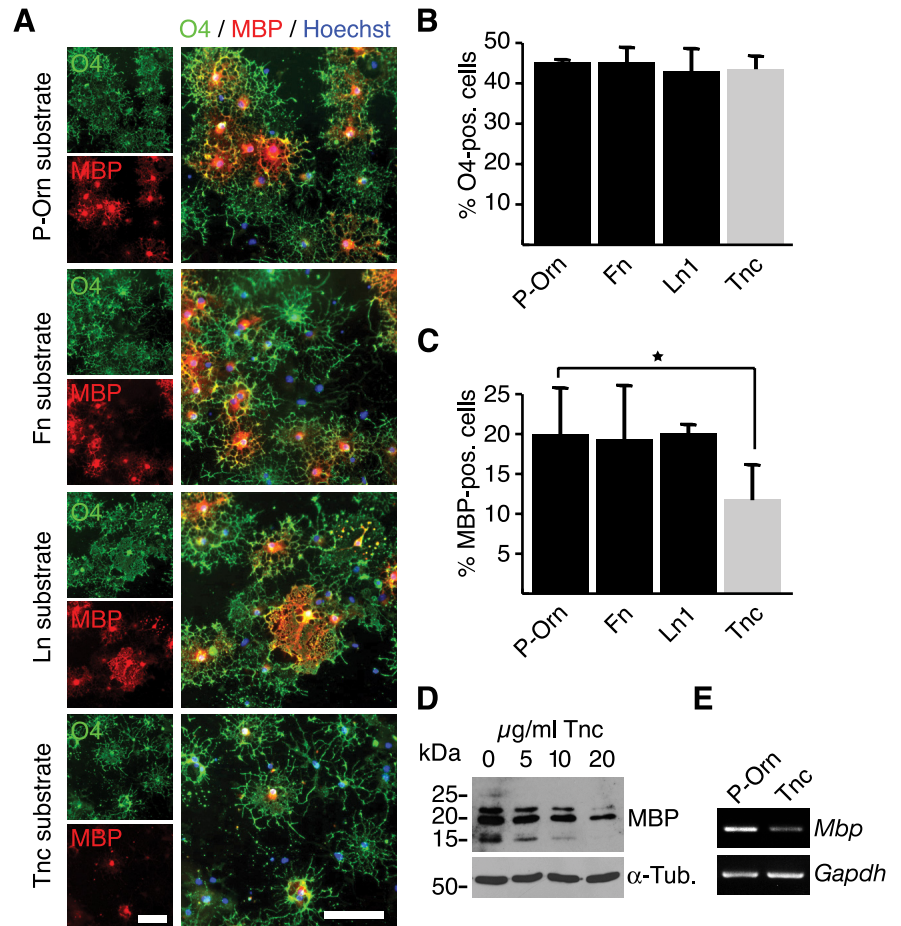 A
O4 / MBP / Hoechst
P-Orn substrate
O4
MBP
Fn substrate
O4
MBP
Ln substrate
O4
MBP
Tnc substrate
O4
MBP
B
% O4-pos. cells
50
40
30
20
10
P-Orn
Fn
Ln1
Tnc
C
★
% MBP-pos. cells
25
20
15
10
5
P-Orn
Fn
Ln1
Tnc
D
µg/ml Tnc
kDa 0 5 10 20
25-
20-
15-
MBP
50-
α-Tub.
E
P-Orn Tnc
Mbp
Gapdh